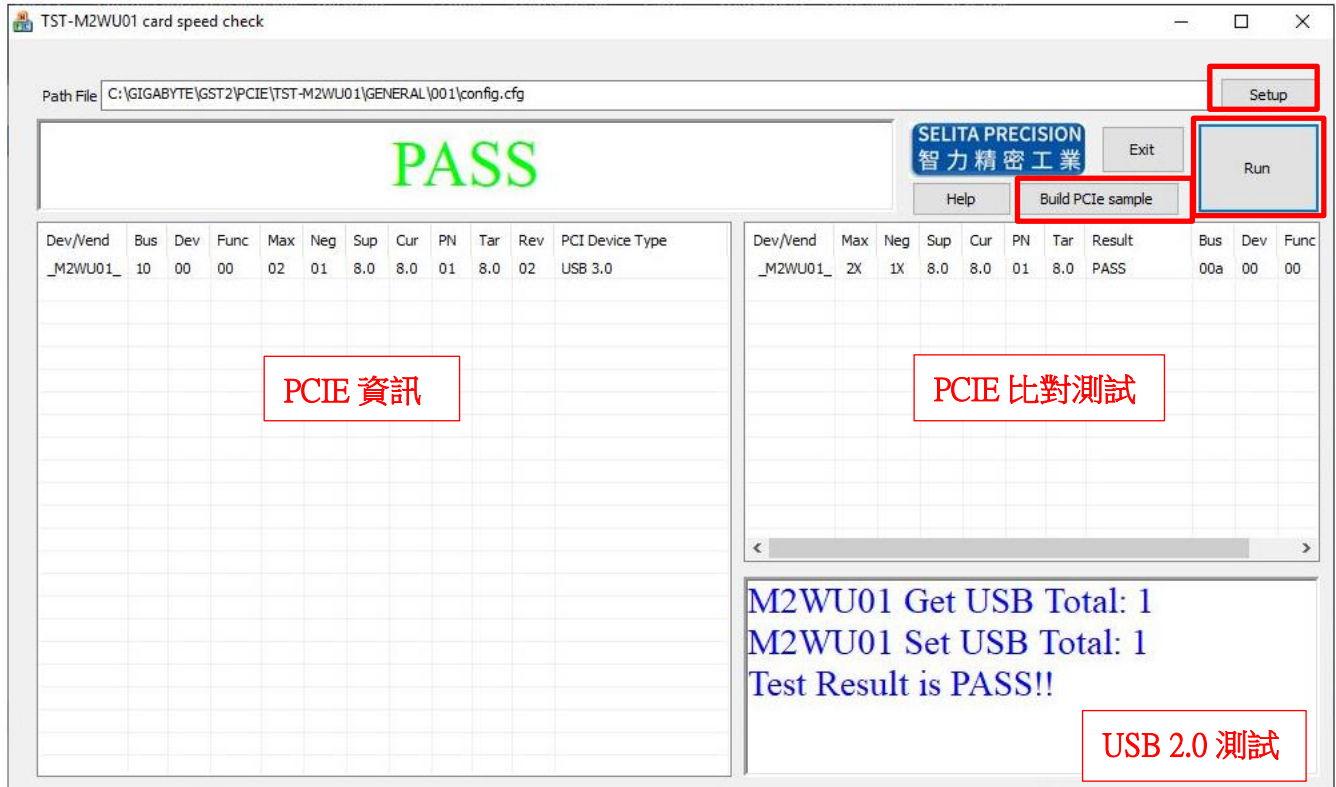 TST-M2WU01 card speed check
Path File C:\GIGABYTE\GST2\PCIE\TST-M2WU01\GENERAL\001\config.cfg
Setup
PASS
SELITA PRECISION
智力精密工業
Exit
Run
Help
Build PCIe sample
Dev/Vend Bus Dev Func Max Neg Sup Cur PN Tar Rev PCI Device Type
_M2WU01_ 10 00 00 02 01 8.0 8.0 01 8.0 02 USB 3.0
PCIE 資訊
Dev/Vend Max Neg Sup Cur PN Tar Result Bus Dev Func
_M2WU01_ 2X 1X 8.0 8.0 01 8.0 PASS 00a 00 00
PCIE 比對測試
M2WU01 Get USB Total: 1
M2WU01 Set USB Total: 1
Test Result is PASS!!
USB 2.0 測試